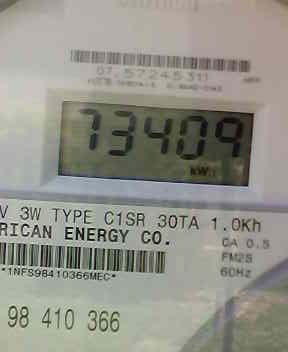 07.57245311
73409
kWh
V 3W TYPE C1SR 30TA 1.0Kh
RICAN ENERGY CO.
CA 0.5
FM2S
60Hz
*1NFS98410366MEC*
98 410 366